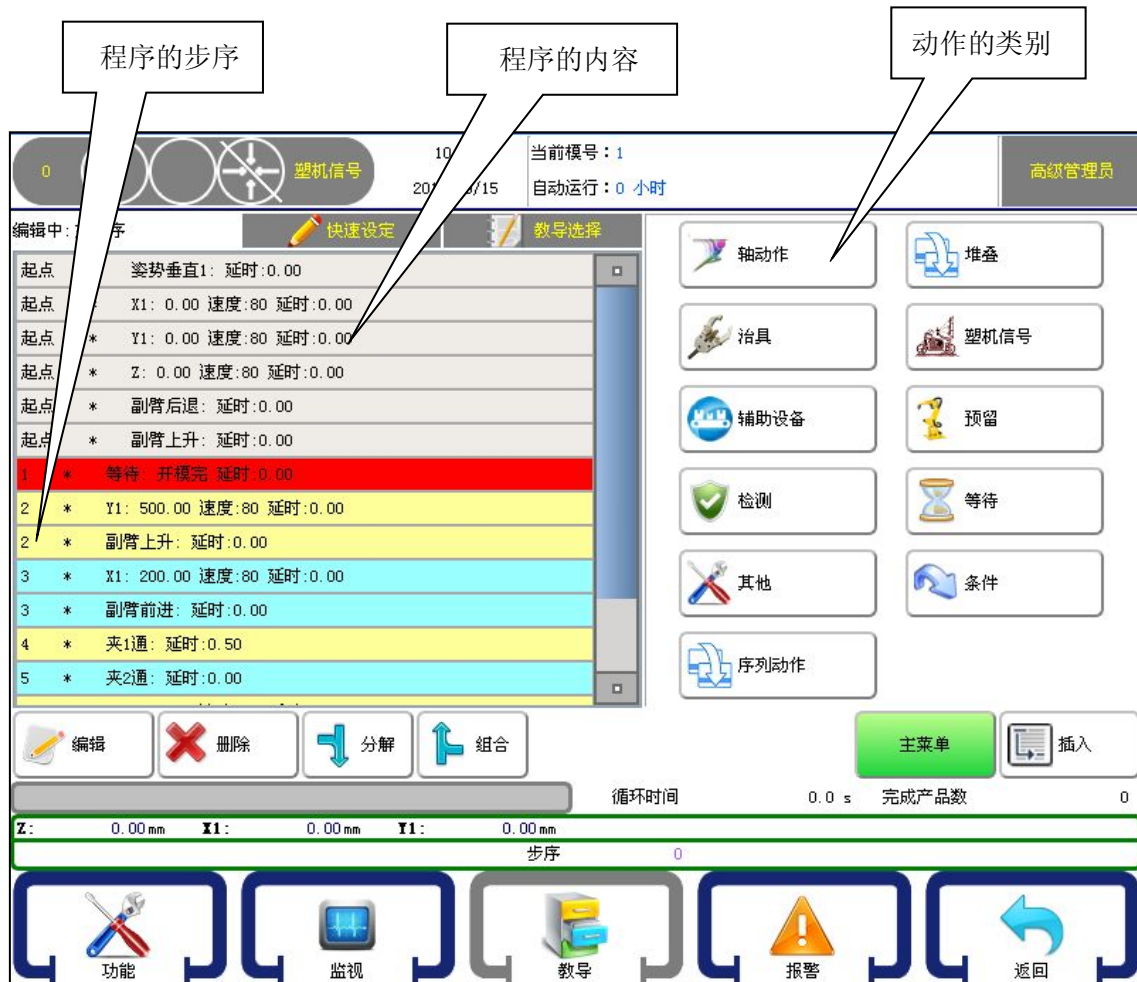 程序的步序
程序的内容
动作的类别
0
塑机信号
10
当前模号：1
高级管理员
201
/15
自动运行：0 小时
编辑中：
序
快速设定
教导选择
起点 姿势垂直1: 延时:0.00
起点 * X1: 0.00 速度:80 延时:0.00
起点 * Y1: 0.00 速度:80 延时:0.00
起点 * Z: 0.00 速度:80 延时:0.00
起点 * 副臂后退: 延时:0.00
起点 * 副臂上升: 延时:0.00
1 * 等待: 开模完 延时:0.00
2 * Y1: 500.00 速度:80 延时:0.00
2 * 副臂上升: 延时:0.00
3 * X1: 200.00 速度:80 延时:0.00
3 * 副臂前进: 延时:0.00
4 * 夹1通: 延时:0.50
5 * 夹2通: 延时:0.00
轴动作
堆叠
治具
塑机信号
辅助设备
预留
检测
等待
其他
条件
序列动作
编辑
删除
分解
组合
主菜单
插入
循环时间 0.0 s 完成产品数 0
Z: 0.00mm X1: 0.00mm Y1: 0.00mm
步序 0
功能
监视
教导
报警
返回